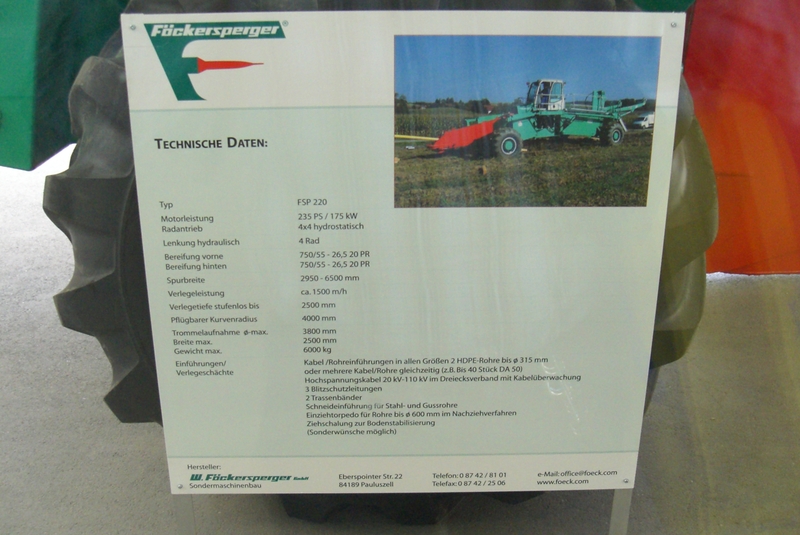 Föckersperger®
TECHNISCHE DATEN:
Typ FSP 220
Motorleistung 235 PS / 175 kW
Radantrieb 4x4 hydrostatisch
Lenkung hydraulisch 4 Rad
Bereifung vorne 750/55 - 26,5 20 PR
Bereifung hinten 750/55 - 26,5 20 PR
Spurbreite 2950 - 6500 mm
Verlegeleistung ca. 1500 m/h
Verlegetiefe stufenlos bis 2500 mm
Pflügbarer Kurvenradius 4000 mm
Trommelaufnahme ø-max. 3800 mm
Breite max. 2500 mm
Gewicht max. 6000 kg
Einführungen/ Kabel /Rohreinführungen in allen Größen 2 HDPE-Rohre bis ø 315 mm
Verlegeschächte oder mehrere Kabel/Rohre gleichzeitig (z.B. Bis 40 Stück DA 50)
Hochspannungskabel 20 kV-110 kV im Dreiecksverband mit Kabelüberwachung
3 Blitzschutzleitungen
2 Trassenbänder
Schneideinführung für Stahl- und Gussrohre
Einziehtorpedo für Rohre bis ø 600 mm im Nachziehverfahren
Ziehschalung zur Bodenstabilisierung
(Sonderwünsche möglich)
Hersteller:
W. Föckersperger GmbH
Sondermaschinenbau
Eberspointer Str. 22
84189 Pauluszell
Telefon: 0 87 42 / 81 01
Telefax: 0 87 42 / 25 06
e-Mail: office@foeck.com
www.foeck.com